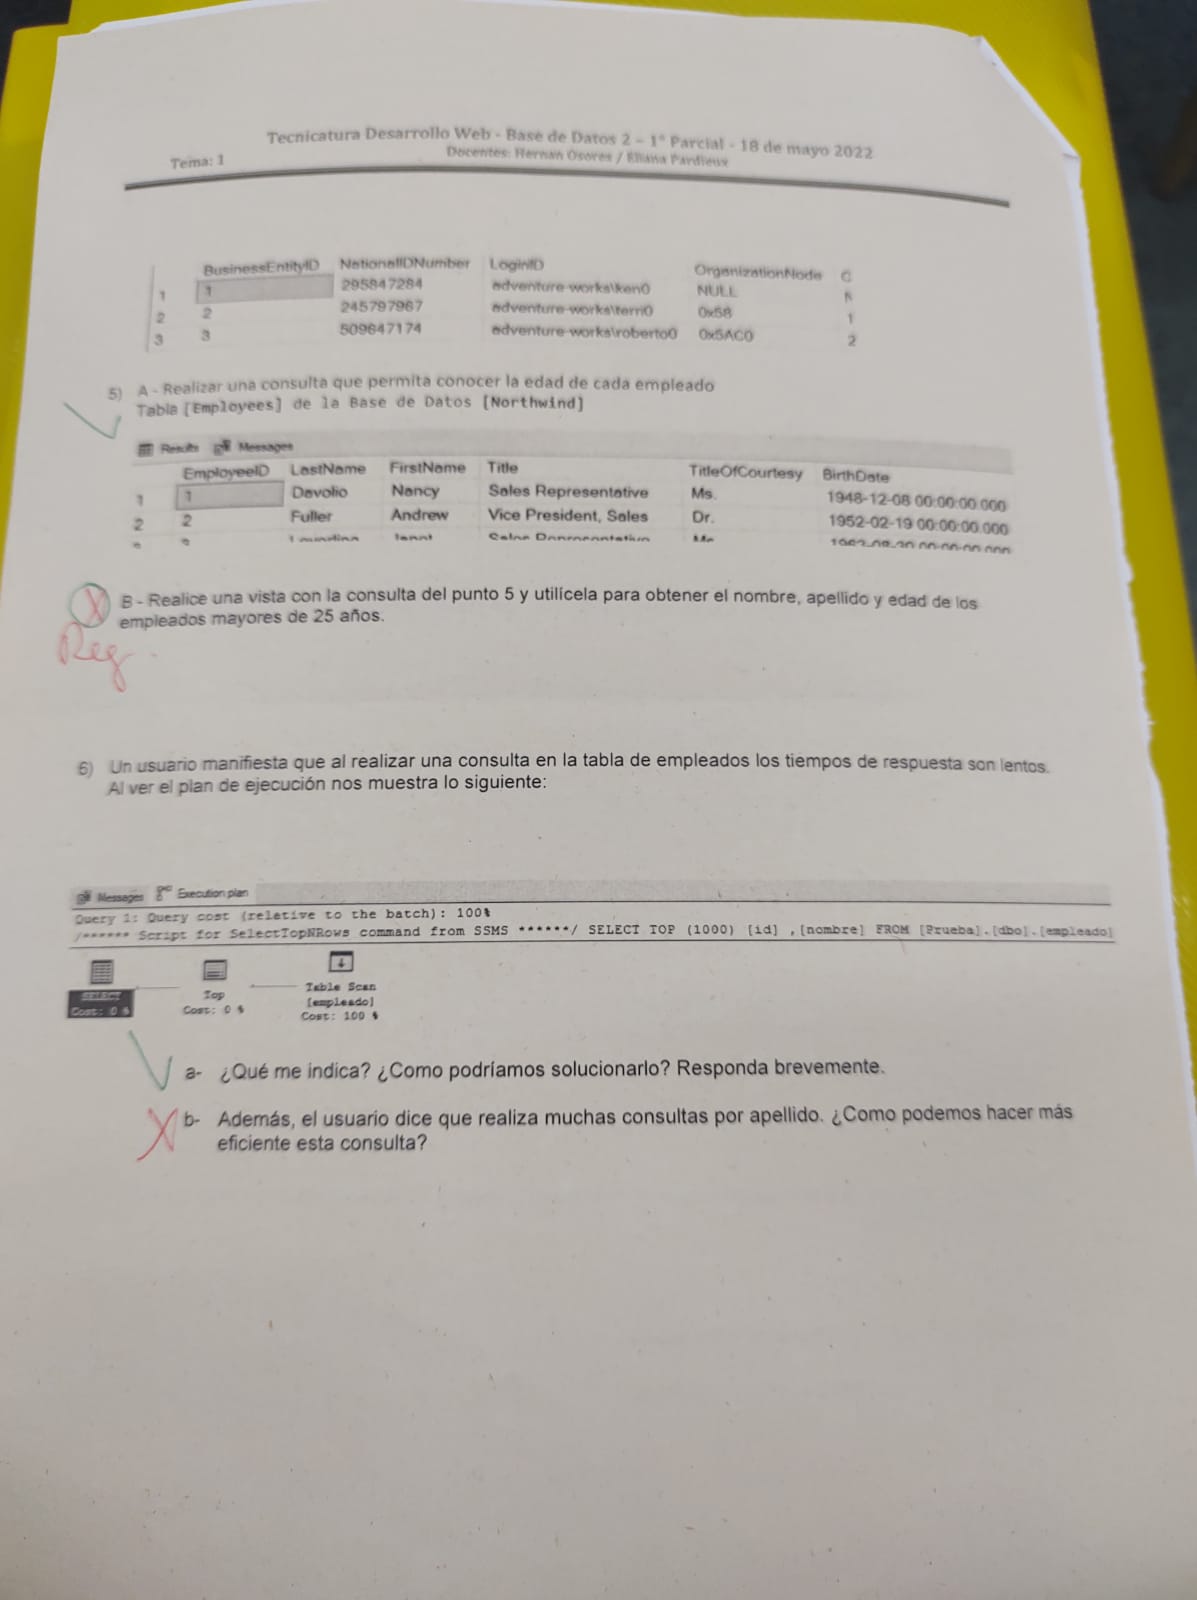 Tecnicatura Desarrollo Web - Base de Datos 2 – 1° Parcial - 18 de mayo 2022
Docentes: Hernan Osores / Eliana Pardieux
Tema: 1
BusinessEntityID NationalIDNumber LoginID OrganizationNode
1 1 295847284 adventure-works\ken0 NULL
2 2 245797967 adventure-works\terri0 0x58 1
3 3 509647174 adventure-works\roberto0 0x5AC0 2
5) A - Realizar una consulta que permita conocer la edad de cada empleado
Tabla [Employees] de la Base de Datos [Northwind]
Results Messages
EmployeeID LastName FirstName Title TitleOfCourtesy BirthDate
1 1 Davolio Nancy Sales Representative Ms. 1948-12-08 00:00:00.000
2 2 Fuller Andrew Vice President, Sales Dr. 1952-02-19 00:00:00.000
B - Realice una vista con la consulta del punto 5 y utilícela para obtener el nombre, apellido y edad de los
empleados mayores de 25 años.
Reg.
6) Un usuario manifiesta que al realizar una consulta en la tabla de empleados los tiempos de respuesta son lentos.
Al ver el plan de ejecución nos muestra lo siguiente:
Messages Execution plan
Query 1: Query cost (relative to the batch): 100%
/****** Script for SelectTopNRows command from SSMS ******/ SELECT TOP (1000) [id] ,[nombre] FROM [Prueba].[dbo].[empleado]
SELECT
Cost: 0 %
Top
Cost: 0 %
Table Scan
[empleado]
Cost: 100 %
a- ¿Qué me indica? ¿Como podríamos solucionarlo? Responda brevemente.
b- Además, el usuario dice que realiza muchas consultas por apellido. ¿Como podemos hacer más
eficiente esta consulta?